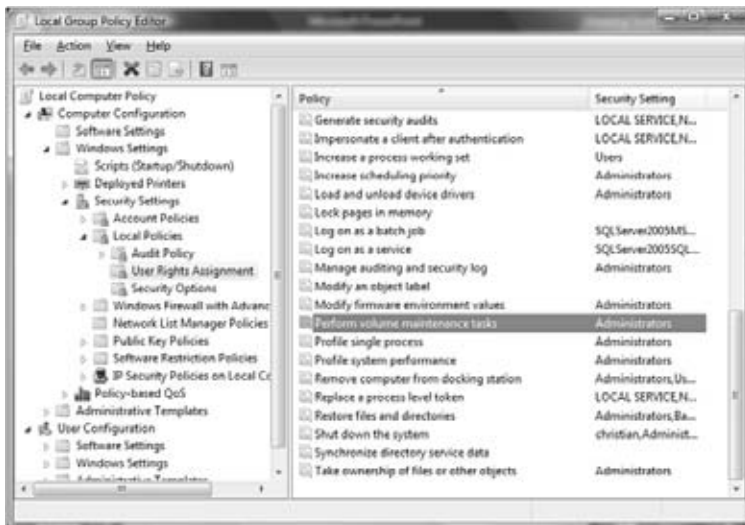 Local Group Policy Editor
File Action View Help
Local Computer Policy
Computer Configuration
Software Settings
Windows Settings
Scripts (Startup/Shutdown)
Deployed Printers
Security Settings
Account Policies
Local Policies
Audit Policy
User Rights Assignment
Security Options
Windows Firewall with Advanc
Network List Manager Policies
Public Key Policies
Software Restriction Policies
IP Security Policies on Local Cc
Policy-based QoS
Administrative Templates
User Configuration
Software Settings
Windows Settings
Administrative Templates
Policy Security Setting
Generate security audits LOCAL SERVICE,N...
Impersonate a client after authentication LOCAL SERVICE,N...
Increase a process working set Users
Increase scheduling priority Administrators
Load and unload device drivers Administrators
Lock pages in memory
Log on as a batch job SQLServer2005MS...
Log on as a service SQLServer2005SQL...
Manage auditing and security log Administrators
Modify an object label
Modify firmware environment values Administrators
Perform volume maintenance tasks Administrators
Profile single process Administrators
Profile system performance Administrators
Remove computer from docking station Administrators,Us...
Replace a process level token LOCAL SERVICE,N...
Restore files and directories Administrators,Ba...
Shut down the system christian,Administ...
Synchronize directory service data
Take ownership of files or other objects Administrators